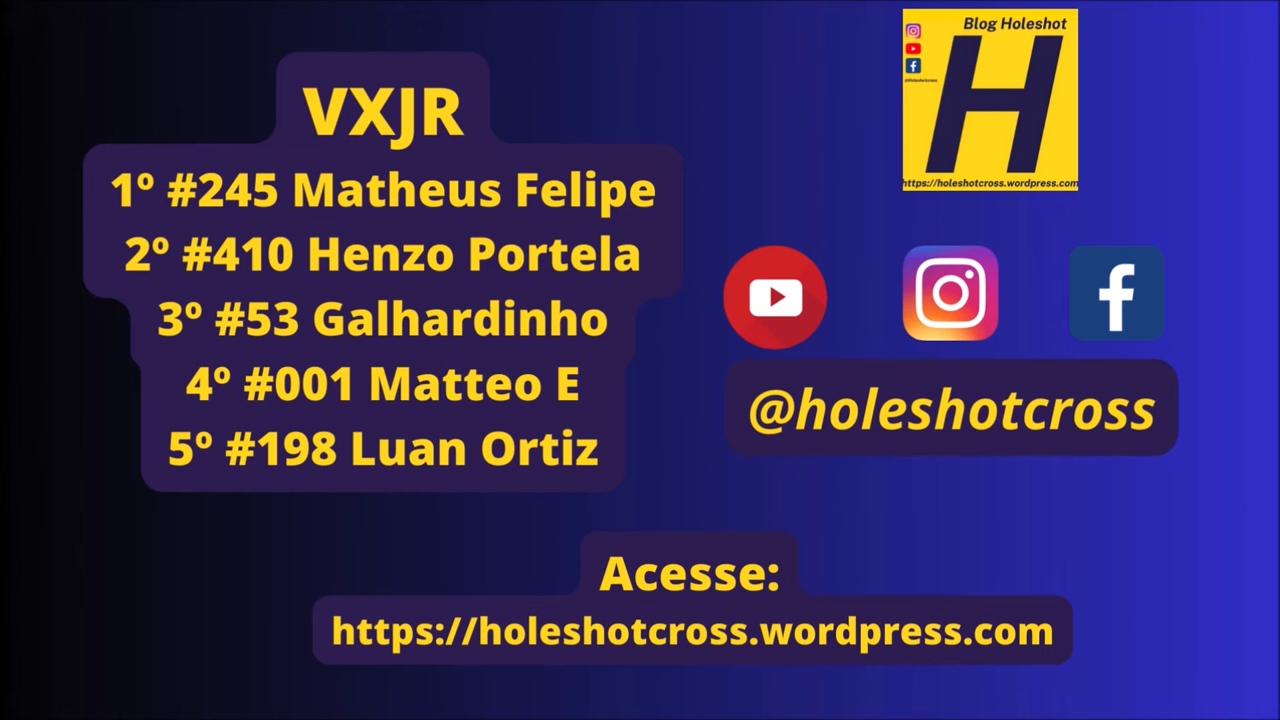 VXJR
1º #245 Matheus Felipe
2º #410 Henzo Portela
3º #53 Galhardinho
4º #001 Matteo E
5º #198 Luan Ortiz
Blog Holeshot
H
@Holeshotcross
https://holeshotcross.wordpress.com
@holeshotcross
Acesse:
https://holeshotcross.wordpress.com